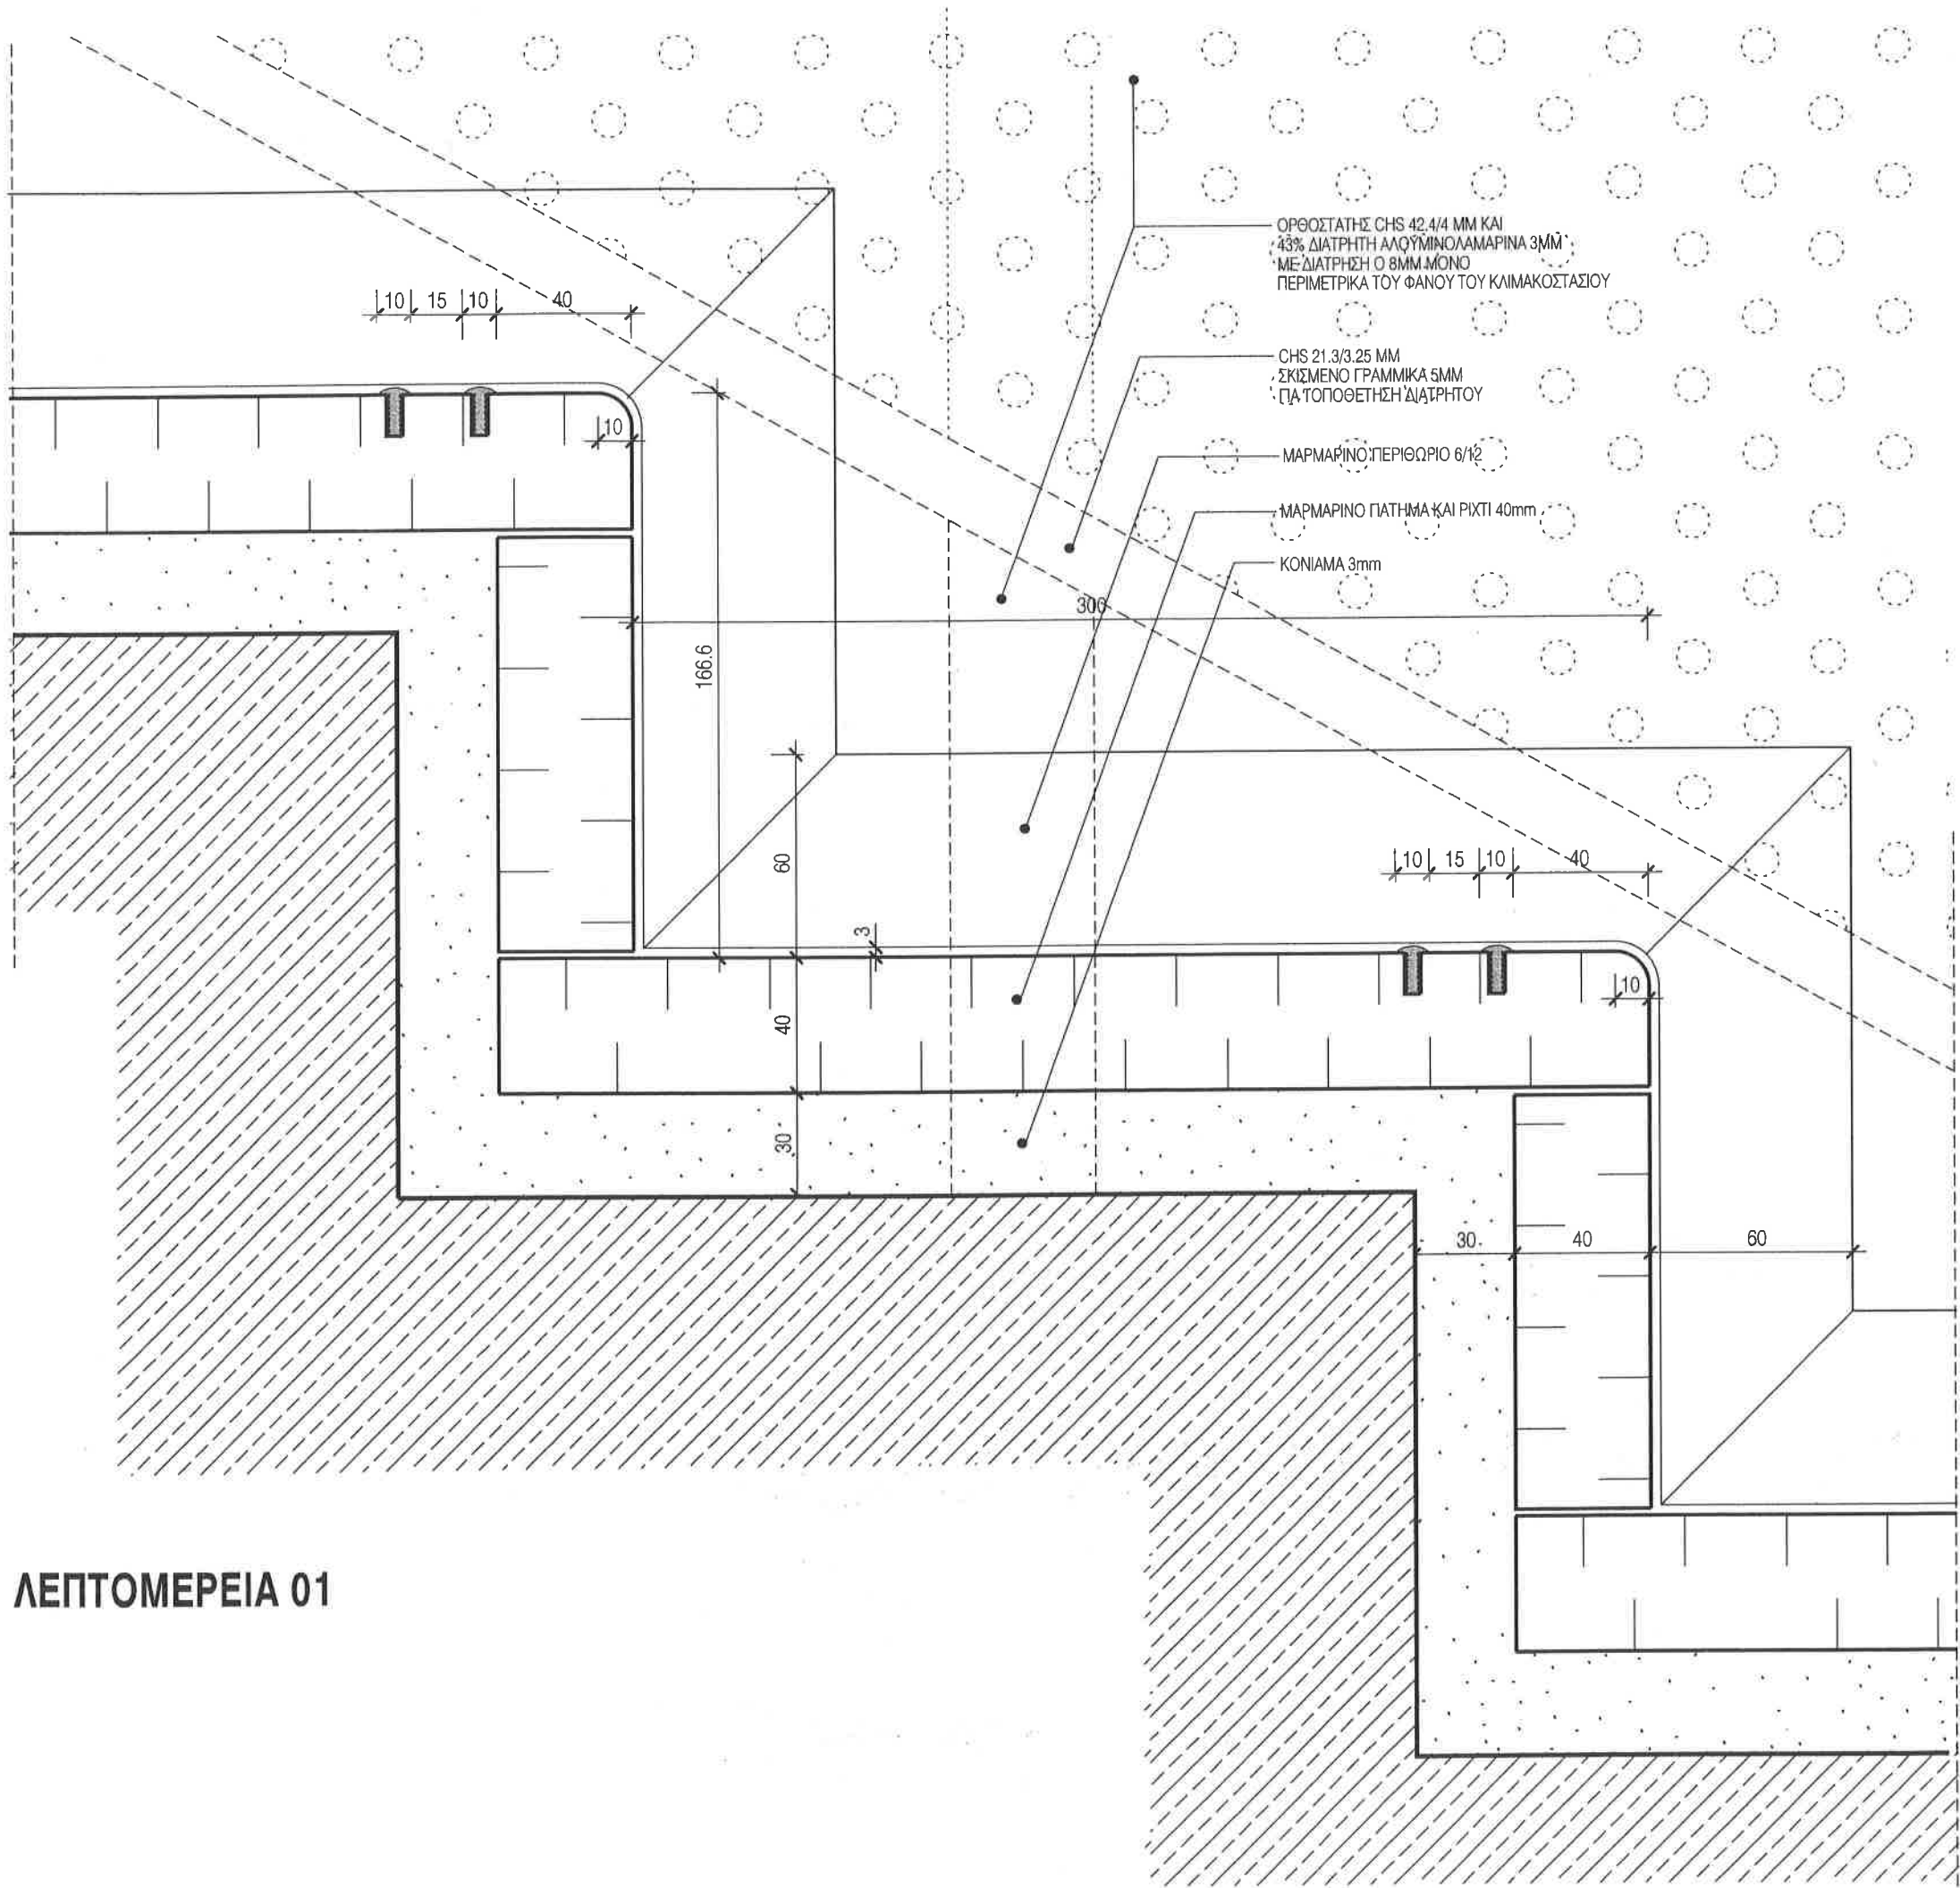 ΟΡΘΟΣΤΑΤΗΣ CHS 42.4/4 MM ΚΑΙ
43% ΔΙΑΤΡΗΤΗ ΑΛΟΥΜΙΝΟΛΑΜΑΡΙΝΑ 3MM
ΜΕ ΔΙΑΤΡΗΣΗ Ο 8MM ΜΟΝΟ
ΠΕΡΙΜΕΤΡΙΚΑ ΤΟΥ ΦΑΝΟΥ ΤΟΥ ΚΛΙΜΑΚΟΣΤΑΣΙΟΥ
10 15 10 40
CHS 21.3/3.25 MM
ΣΚΙΣΜΕΝΟ ΓΡΑΜΜΙΚΑ 5MM
ΓΙΑ ΤΟΠΟΘΕΤΗΣΗ ΔΙΑΤΡΗΤΟΥ
10
ΜΑΡΜΑΡΙΝΟ ΠΕΡΙΘΩΡΙΟ 6/12
ΜΑΡΜΑΡΙΝΟ ΠΑΤΗΜΑ ΚΑΙ ΡΙΧΤΙ 40mm
ΚΟΝΙΑΜΑ 3mm
300
166.6
60
10 15 10 40
3
10
40
30
30 40 60
ΛΕΠΤΟΜΕΡΕΙΑ 01